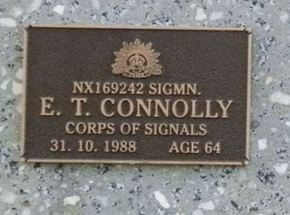 NX169242 SIGMN.
E. T. CONNOLLY
CORPS OF SIGNALS
31. 10. 1988 AGE 64